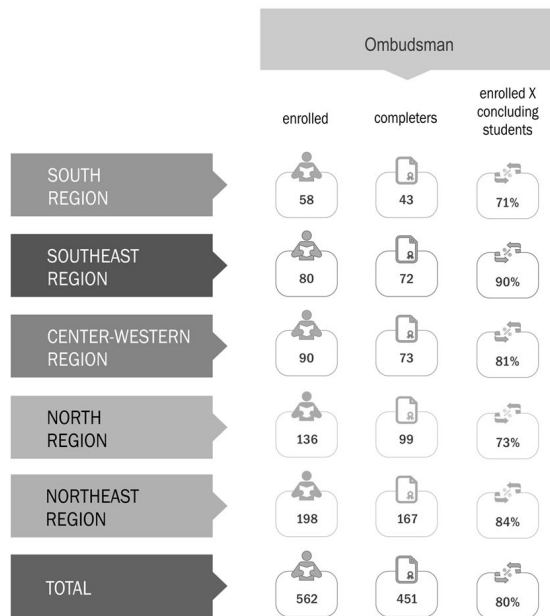 Ombudsman
enrolled
completers
enrolled X
concluding
students
SOUTH
REGION
58
43
71%
SOUTHEAST
REGION
80
72
90%
CENTER-WESTERN
REGION
90
73
81%
NORTH
REGION
136
99
73%
NORTHEAST
REGION
198
167
84%
TOTAL
562
451
80%